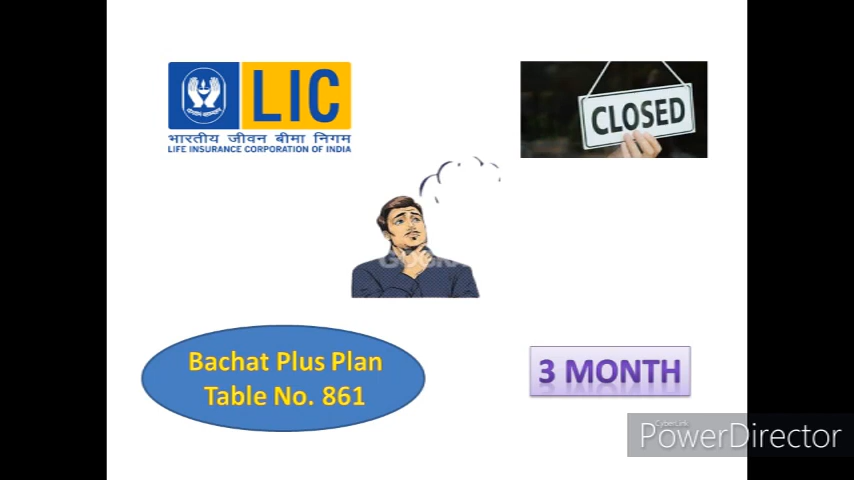 LIC
भारतीय जीवन बीमा निगम
LIFE INSURANCE CORPORATION OF INDIA
CLOSED
Bachat Plus Plan
Table No. 861
3 MONTH
CyberLink
PowerDirector